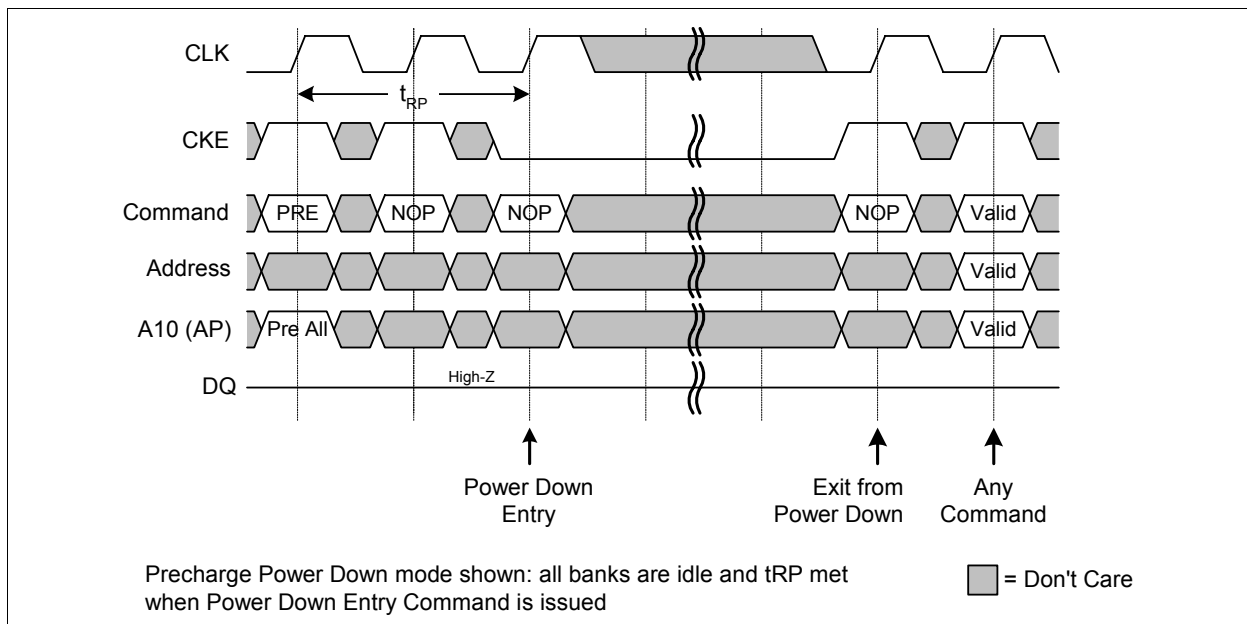 CLK
t_RP
CKE
Command PRE NOP NOP NOP Valid
Address Valid
A10 (AP) Pre All Valid
High-Z
DQ
Power Down
Entry
Exit from
Power Down
Any
Command
Precharge Power Down mode shown: all banks are idle and tRP met
when Power Down Entry Command is issued
= Don't Care